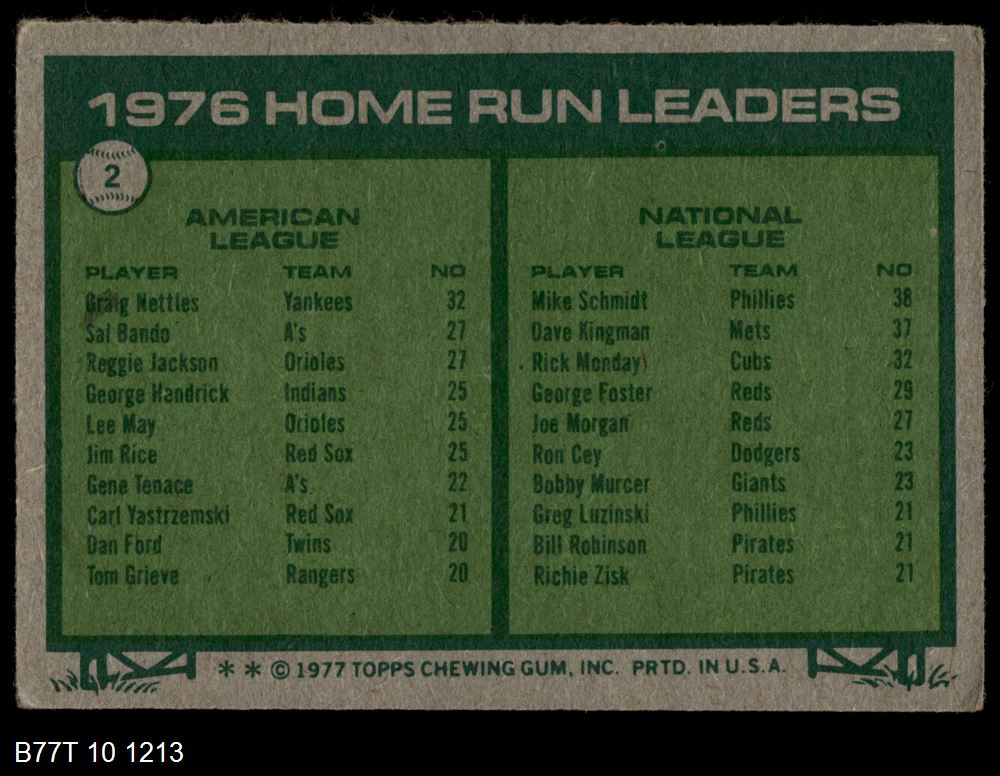 1976 HOME RUN LEADERS
2
AMERICAN
LEAGUE
PLAYER TEAM NO
Graig Nettles Yankees 32
Sal Bando A's 27
Reggie Jackson Orioles 27
George Hendrick Indians 25
Lee May Orioles 25
Jim Rice Red Sox 25
Gene Tenace A's 22
Carl Yastrzemski Red Sox 21
Dan Ford Twins 20
Tom Grieve Rangers 20
NATIONAL
LEAGUE
PLAYER TEAM NO
Mike Schmidt Phillies 38
Dave Kingman Mets 37
Rick Monday Cubs 32
George Foster Reds 29
Joe Morgan Reds 27
Ron Cey Dodgers 23
Bobby Murcer Giants 23
Greg Luzinski Phillies 21
Bill Robinson Pirates 21
Richie Zisk Pirates 21
* * © 1977 TOPPS CHEWING GUM, INC. PRTD. IN U.S.A.
B77T 10 1213